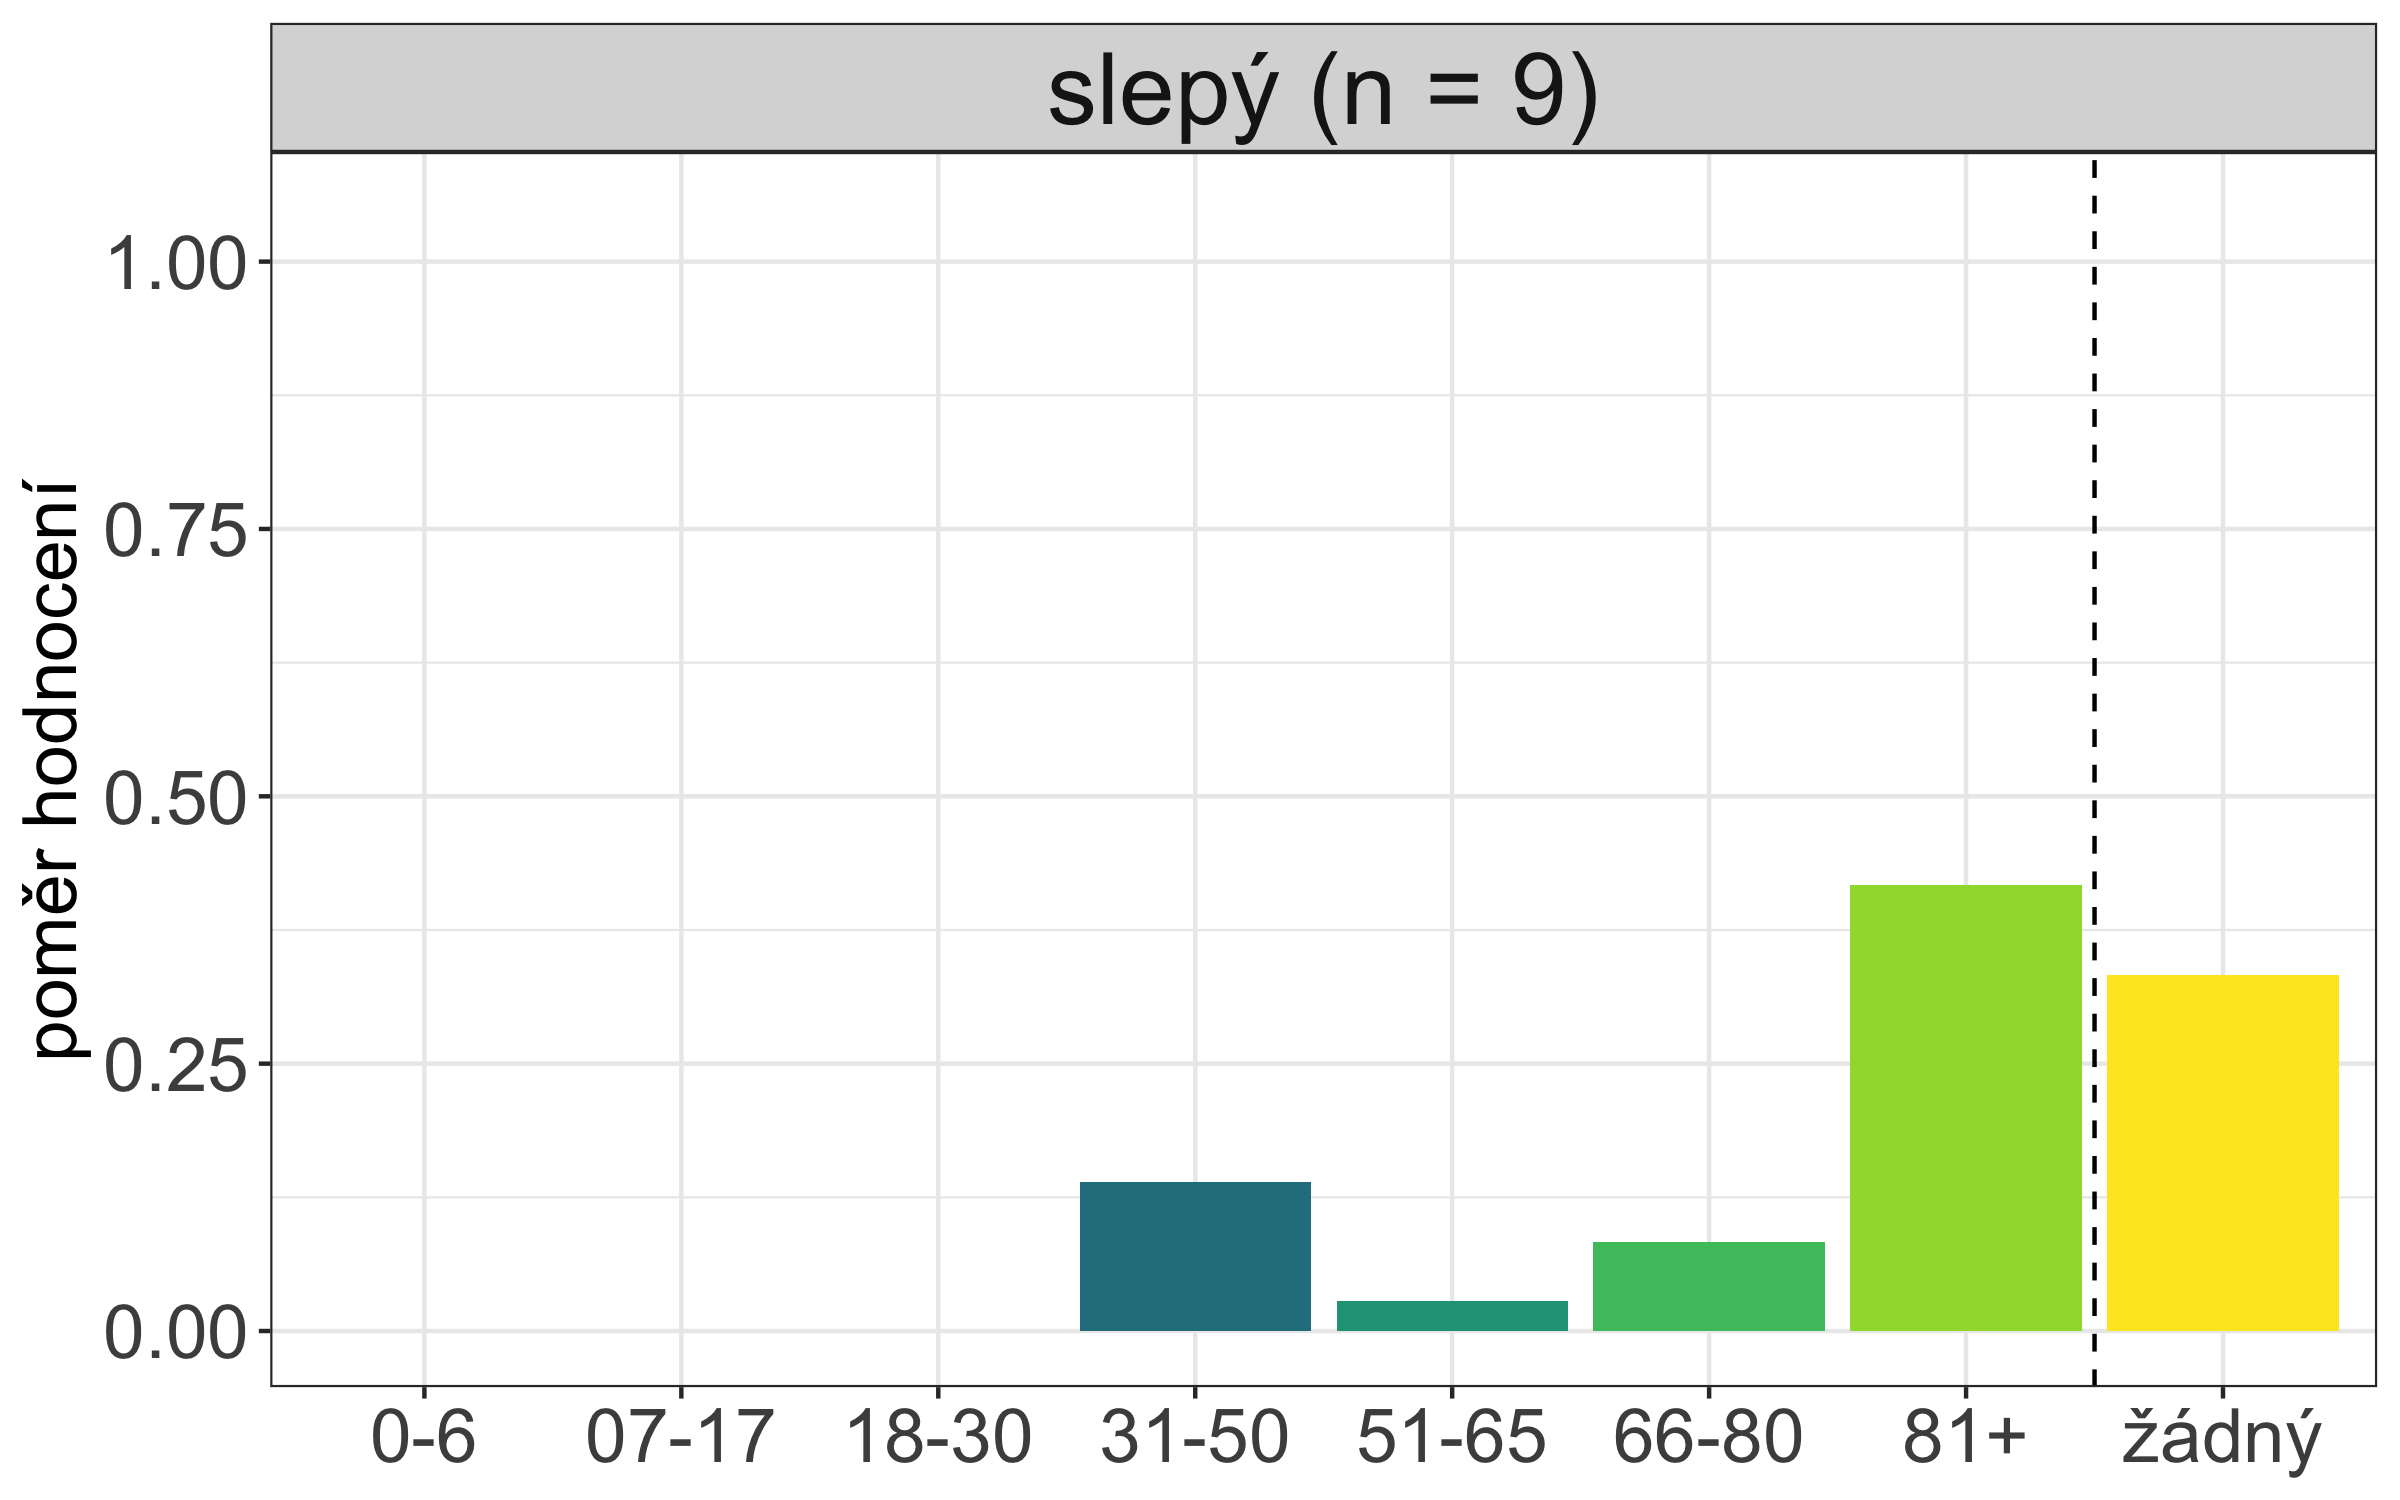 slepý (n = 9)
poměr hodnocení
1.00
0.75
0.50
0.25
0.00
0-6 07-17 18-30 31-50 51-65 66-80 81+ žádný